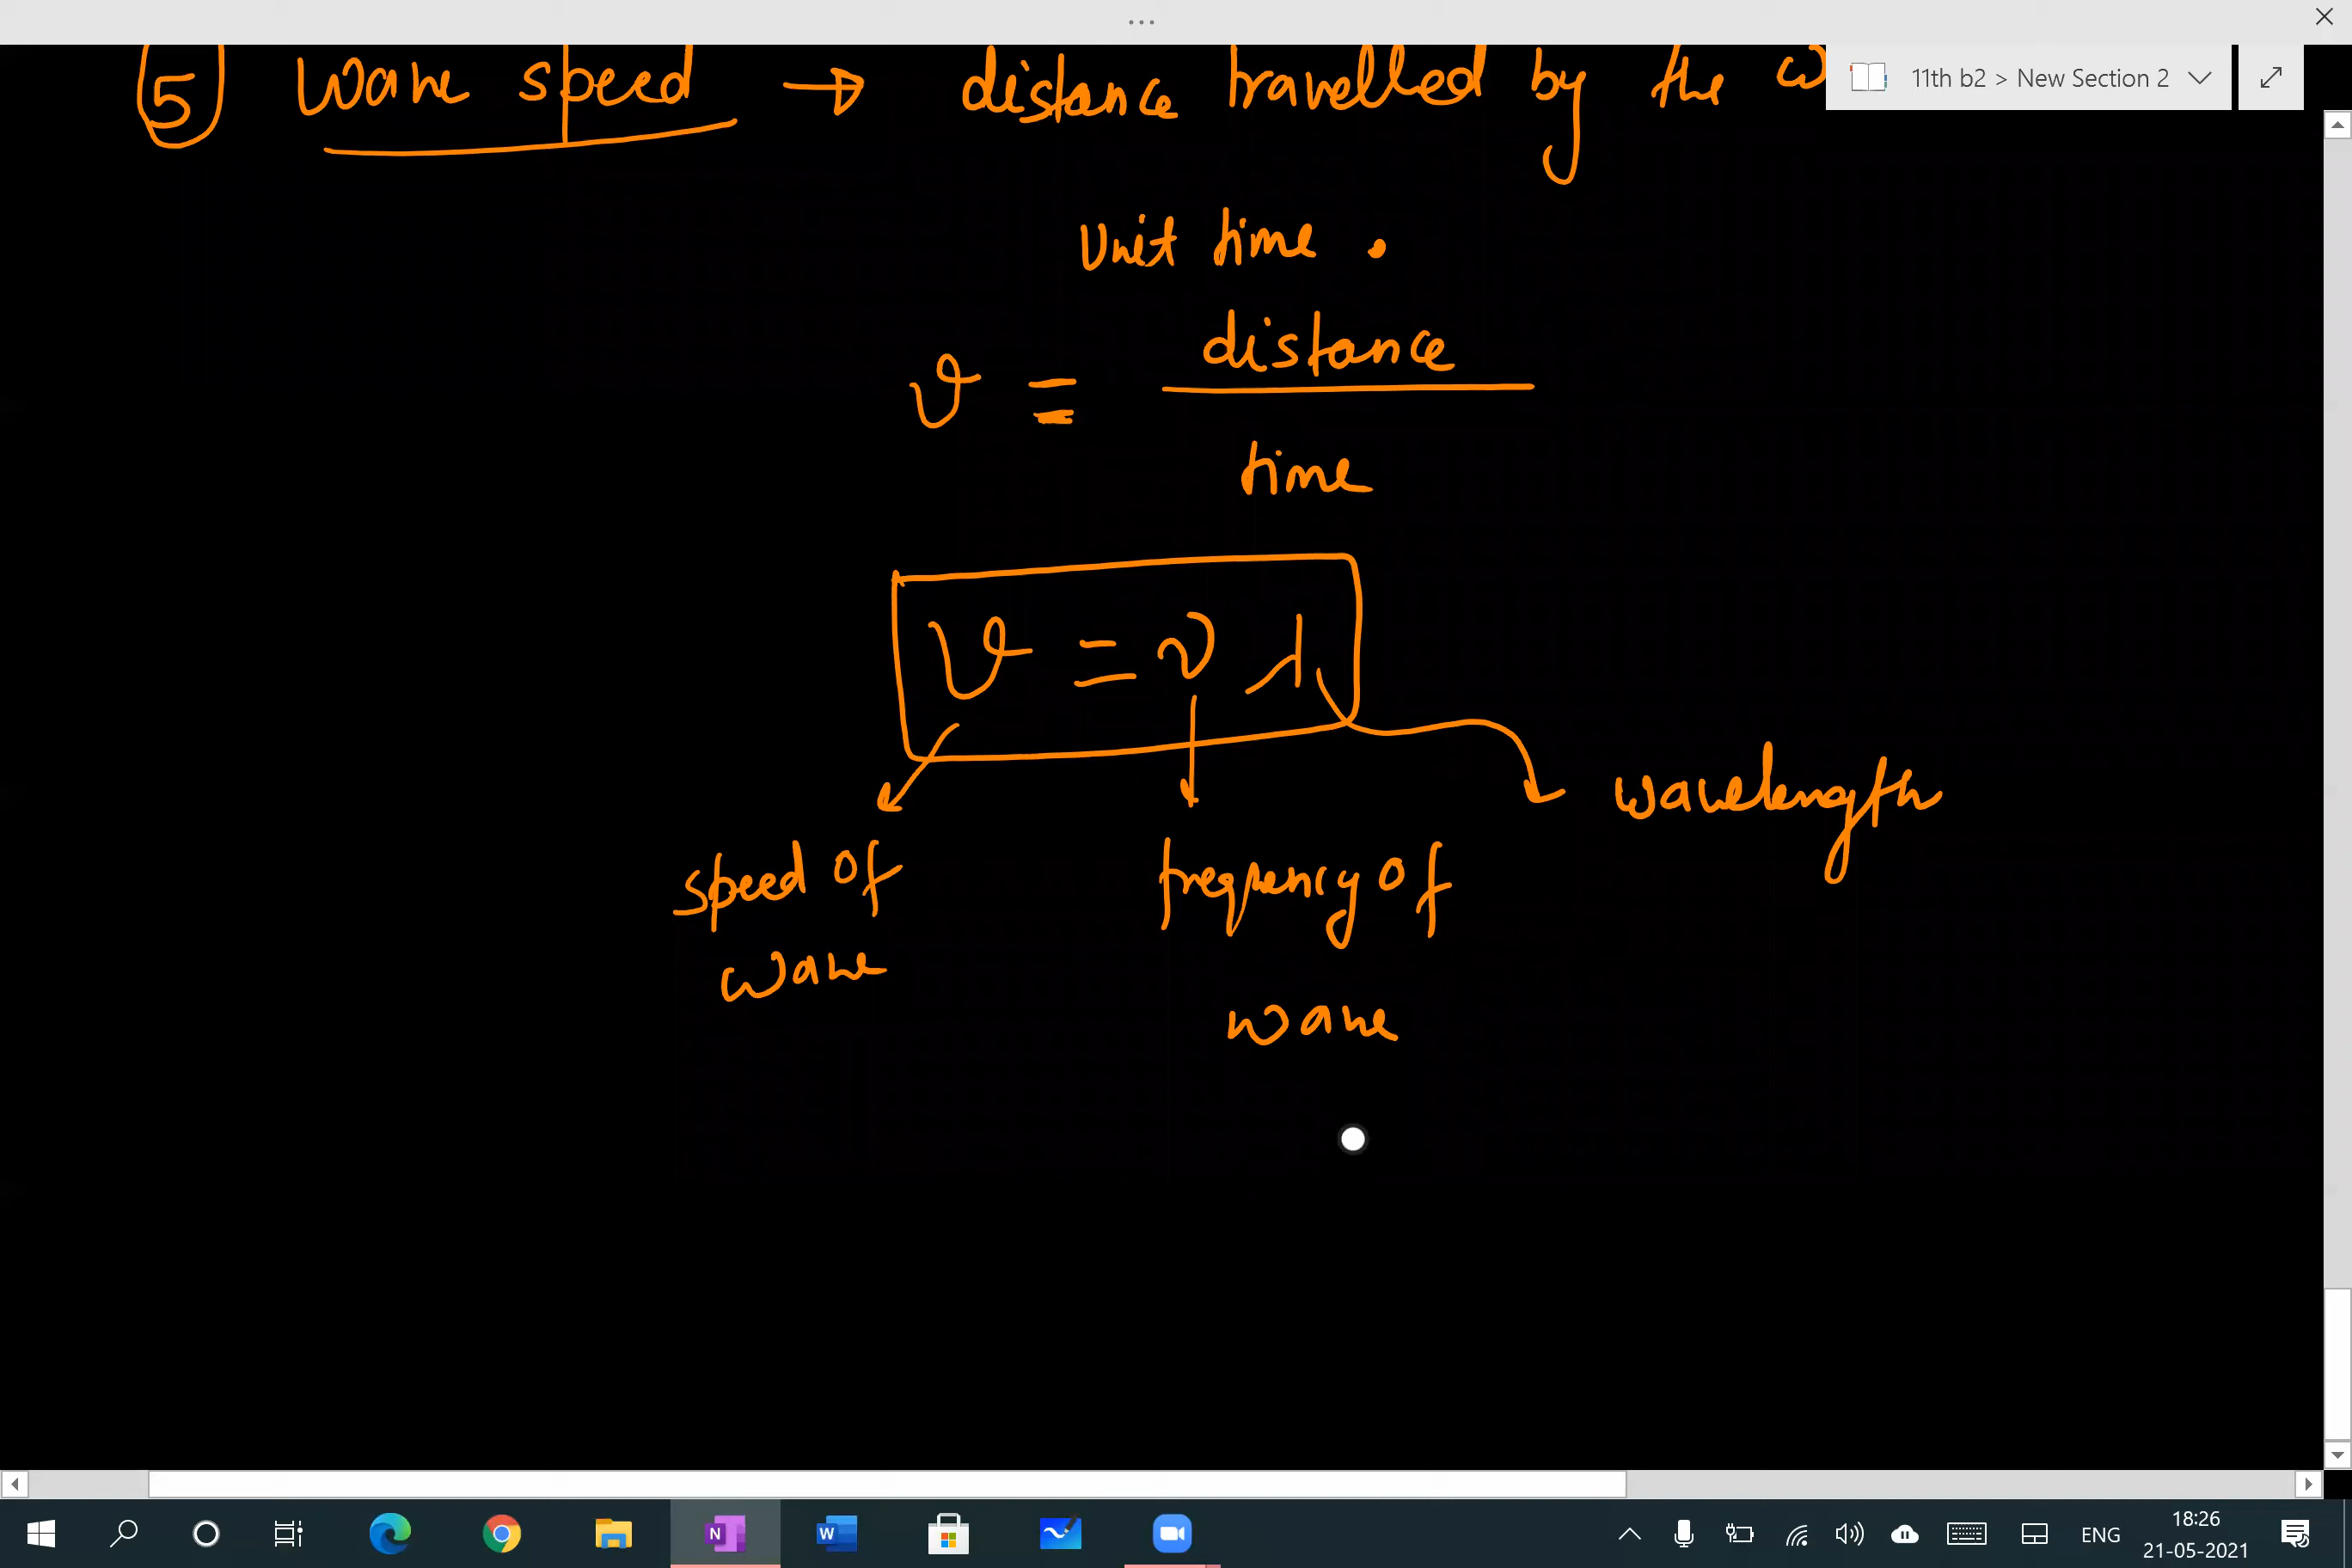 ...
11th b2 > New Section 2
⑤ Wave speed → distance travelled by the w
Unit time .
v = distance
time
v = ν λ
wavelength
speed of
wave
frequency of
wave
N
W
ENG
18:26
21-05-2021